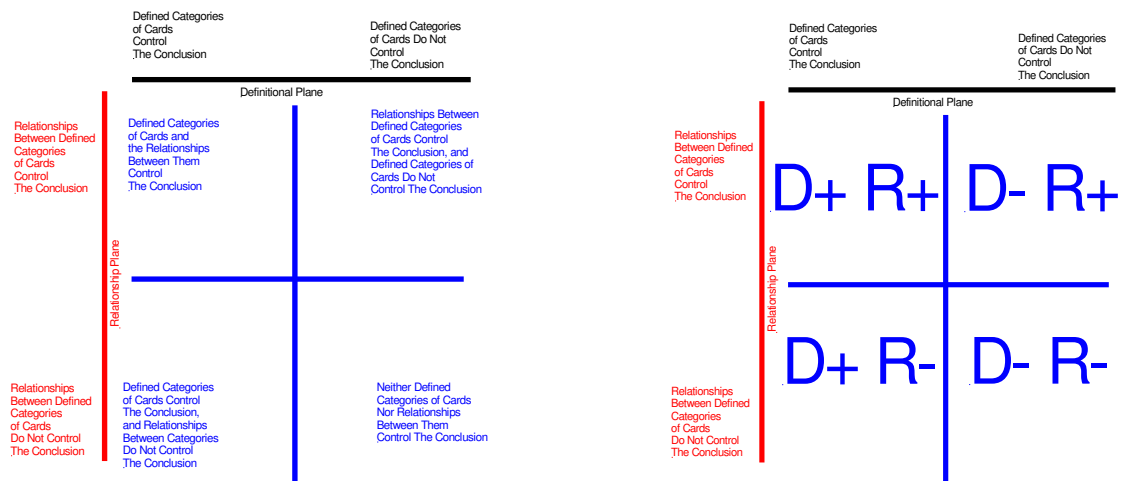 Defined Categories
of Cards
Control
The Conclusion
Defined Categories
of Cards Do Not
Control
The Conclusion
Definitional Plane
Relationships
Between Defined
Categories
of Cards
Control
The Conclusion
Defined Categories
of Cards and
the Relationships
Between Them
Control
The Conclusion
Relationships Between
Defined Categories
of Cards Control
The Conclusion, and
Defined Categories of
Cards Do Not
Control The Conclusion
Relationship Plane
Relationships
Between Defined
Categories
of Cards
Do Not Control
The Conclusion
Defined Categories
of Cards Control
The Conclusion,
and Relationships
Between Categories
Do Not Control
The Conclusion
Neither Defined
Categories of Cards
Nor Relationships
Between Them
Control The Conclusion
Defined Categories
of Cards
Control
The Conclusion
Defined Categories
of Cards Do Not
Control
The Conclusion
Definitional Plane
Relationships
Between Defined
Categories
of Cards
Control
The Conclusion
D+ R+
D- R+
Relationship Plane
D+ R-
D- R-
Relationships
Between Defined
Categories
of Cards
Do Not Control
The Conclusion